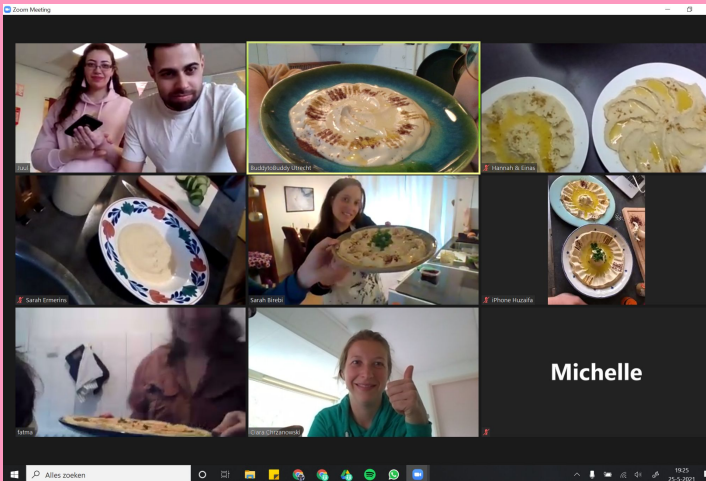 Zoom Meeting
Juul
BuddytoBuddy Utrecht
Hannah & Einas
Sarah Ermerins
Sarah Birebi
iPhone Huzaifa
fatma
Clara Chrzanowski
Michelle
Alles zoeken
19:25
25-5-2021